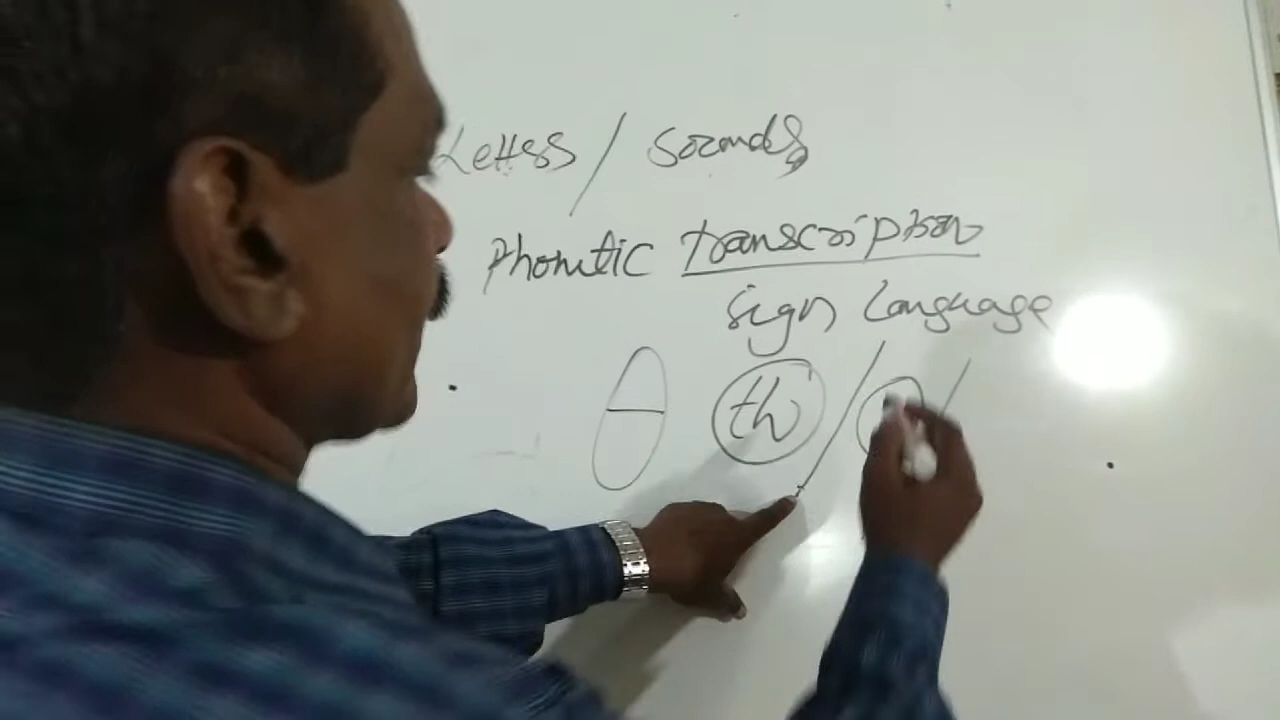 Letters / Sounds
Phonetic transcription
Sign Language
θ th / /